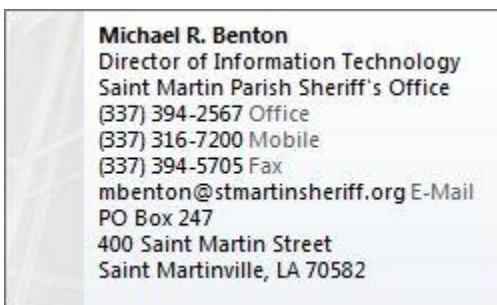 Michael R. Benton
Director of Information Technology
Saint Martin Parish Sheriff's Office
(337) 394-2567 Office
(337) 316-7200 Mobile
(337) 394-5705 Fax
mbenton@stmartinsheriff.org E-Mail
PO Box 247
400 Saint Martin Street
Saint Martinville, LA 70582